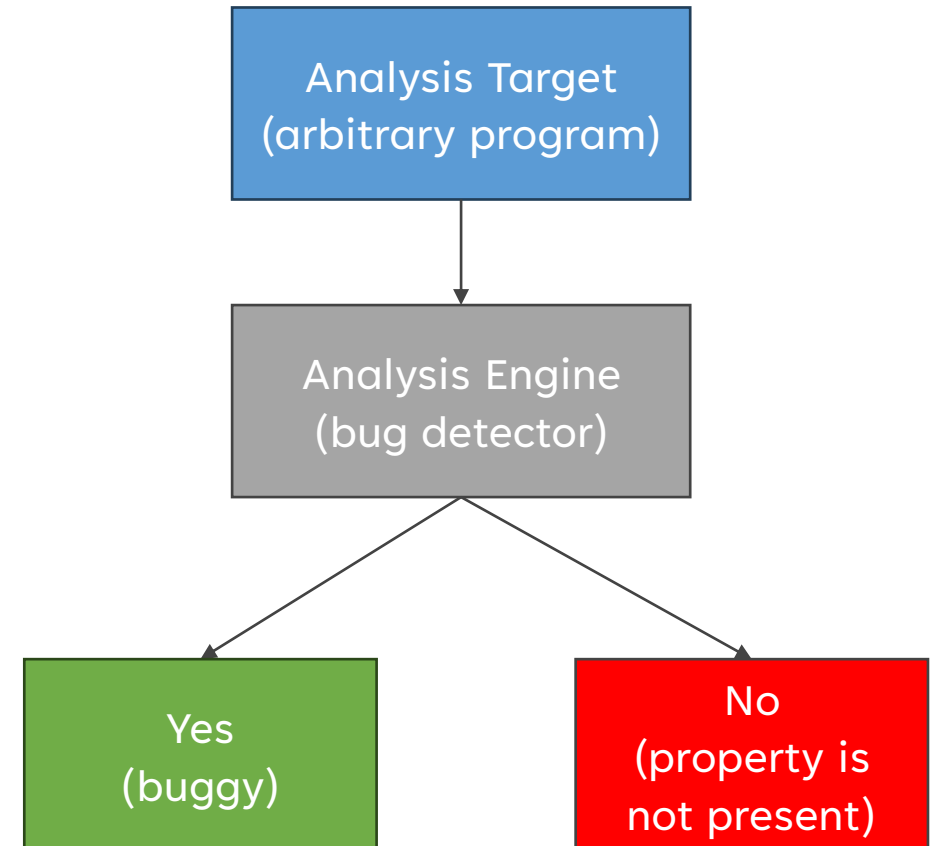 Analysis Target
(arbitrary program)
Analysis Engine
(bug detector)
Yes
(buggy)
No
(property is
not present)